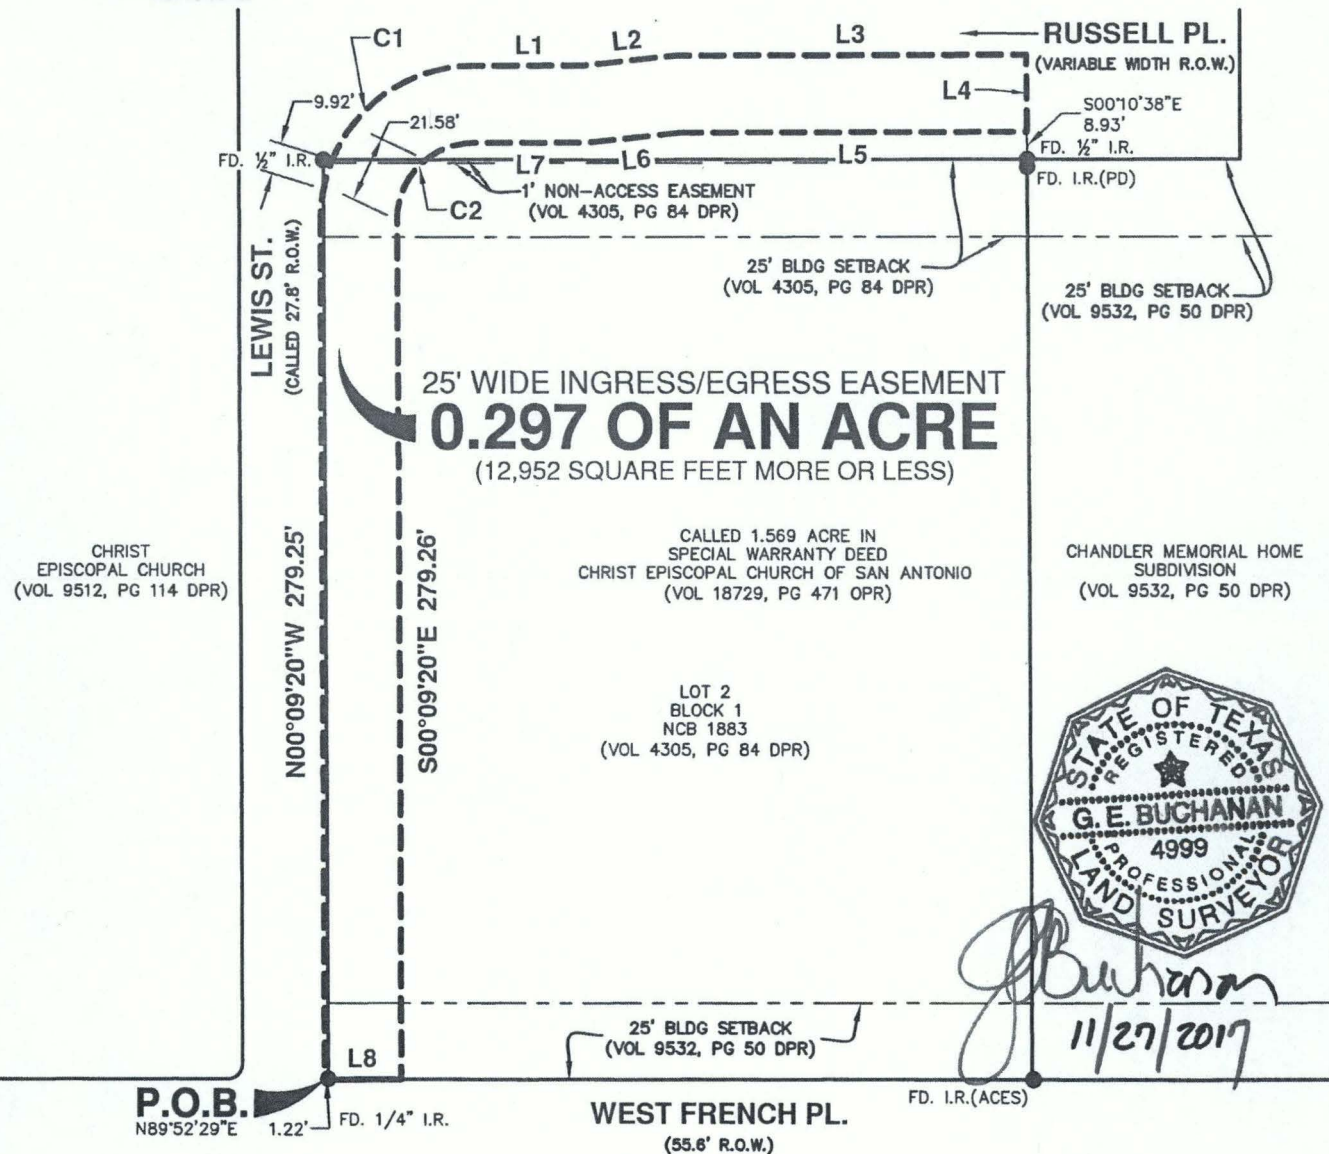 C1
L1
L2
L3
RUSSELL PL.
(VARIABLE WIDTH R.O.W.)
L4
9.92'
21.58'
S00°10'38"E
8.93'
FD. ½" I.R.
FD. ½" I.R.
L7
L6
L5
FD. I.R.(PD)
1' NON-ACCESS EASEMENT
(VOL 4305, PG 84 DPR)
C2
LEWIS ST.
(CALLED 27.8' R.O.W.)
25' BLDG SETBACK
(VOL 4305, PG 84 DPR)
25' BLDG SETBACK
(VOL 9532, PG 50 DPR)
25' WIDE INGRESS/EGRESS EASEMENT
0.297 OF AN ACRE
(12,952 SQUARE FEET MORE OR LESS)
CHRIST
EPISCOPAL CHURCH
(VOL 9512, PG 114 DPR)
N00°09'20"W 279.25'
S00°09'20"E 279.26'
CALLED 1.569 ACRE IN
SPECIAL WARRANTY DEED
CHRIST EPISCOPAL CHURCH OF SAN ANTONIO
(VOL 18729, PG 471 OPR)
CHANDLER MEMORIAL HOME
SUBDIVISION
(VOL 9532, PG 50 DPR)
LOT 2
BLOCK 1
NCB 1883
(VOL 4305, PG 84 DPR)
STATE OF TEXAS
REGISTERED
G. E. BUCHANAN
4999
PROFESSIONAL
LAND SURVEYOR
GEBuchanan
11/27/2017
25' BLDG SETBACK
(VOL 9532, PG 50 DPR)
L8
P.O.B.
N89°52'29"E 1.22'
FD. 1/4" I.R.
WEST FRENCH PL.
(55.6' R.O.W.)
FD. I.R.(ACES)